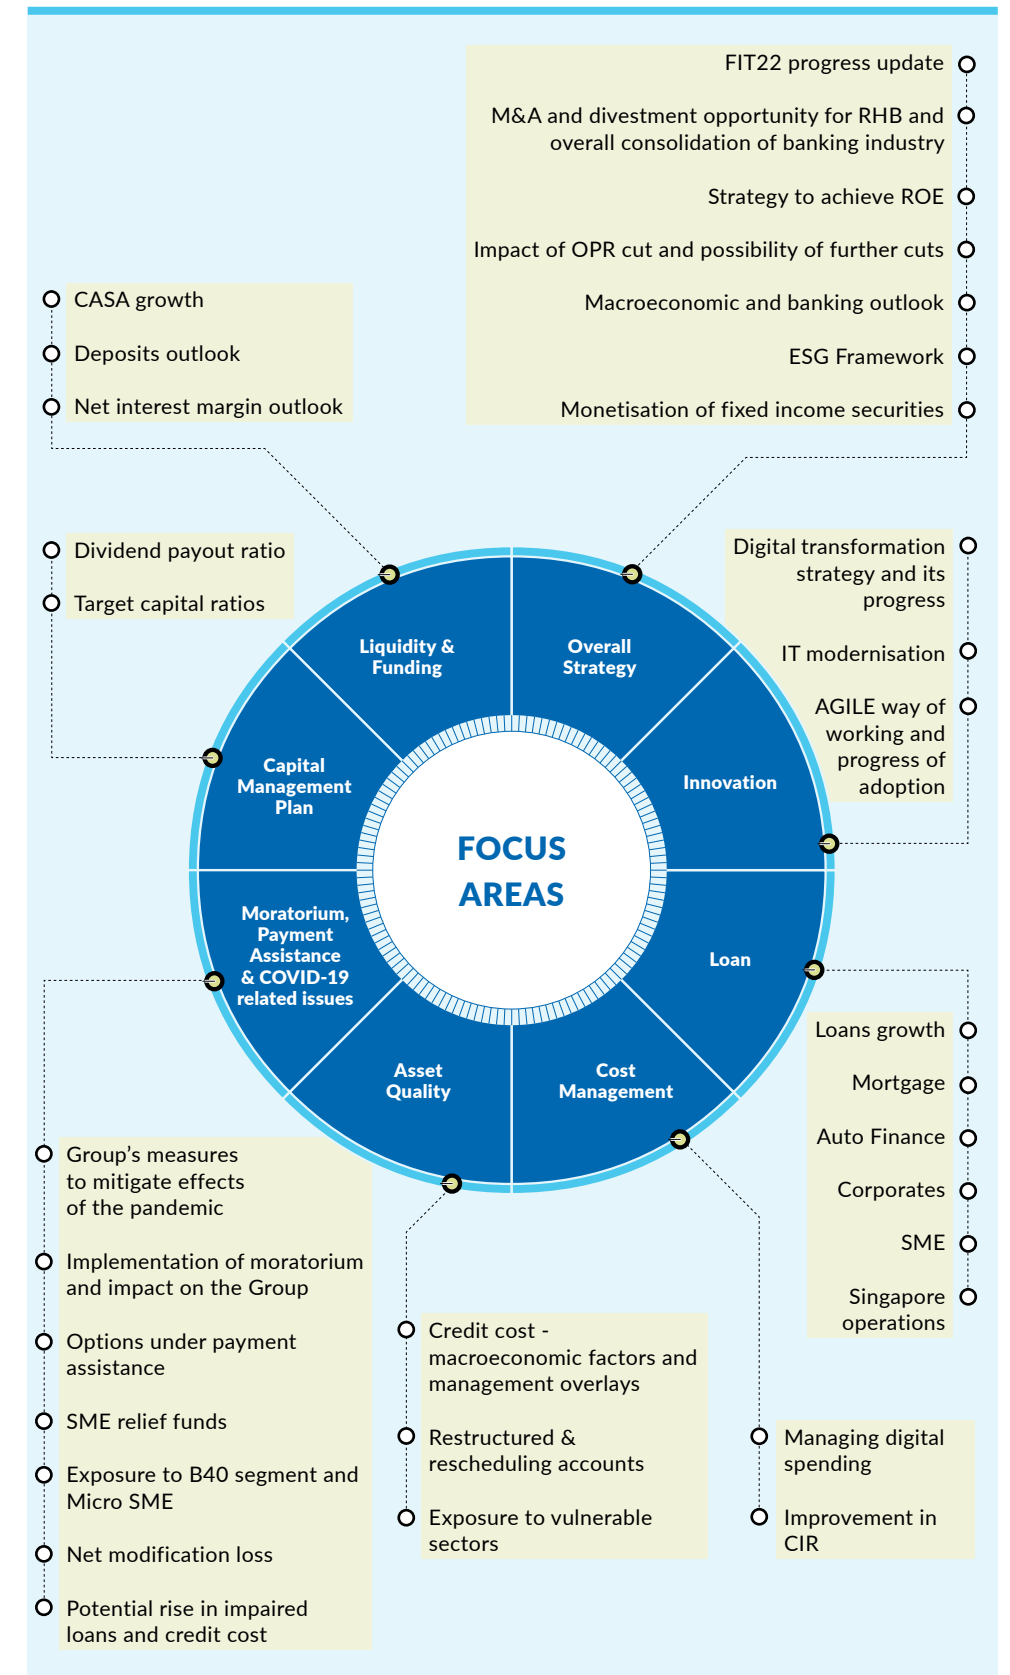 FIT22 progress update
M&A and divestment opportunity for RHB and
overall consolidation of banking industry
Strategy to achieve ROE
Impact of OPR cut and possibility of further cuts
Macroeconomic and banking outlook
ESG Framework
Monetisation of fixed income securities
CASA growth
Deposits outlook
Net interest margin outlook
Dividend payout ratio
Target capital ratios
Digital transformation
strategy and its
progress
IT modernisation
AGILE way of
working and
progress of
adoption
Liquidity &
Funding
Overall
Strategy
Capital
Management
Plan
Innovation
FOCUS
AREAS
Moratorium,
Payment
Assistance
& COVID-19
related issues
Loan
Asset
Quality
Cost
Management
Loans growth
Mortgage
Auto Finance
Corporates
SME
Singapore
operations
Group’s measures
to mitigate effects
of the pandemic
Implementation of moratorium
and impact on the Group
Options under payment
assistance
SME relief funds
Exposure to B40 segment and
Micro SME
Net modification loss
Potential rise in impaired
loans and credit cost
Credit cost -
macroeconomic factors and
management overlays
Restructured &
rescheduling accounts
Exposure to vulnerable
sectors
Managing digital
spending
Improvement in
CIR